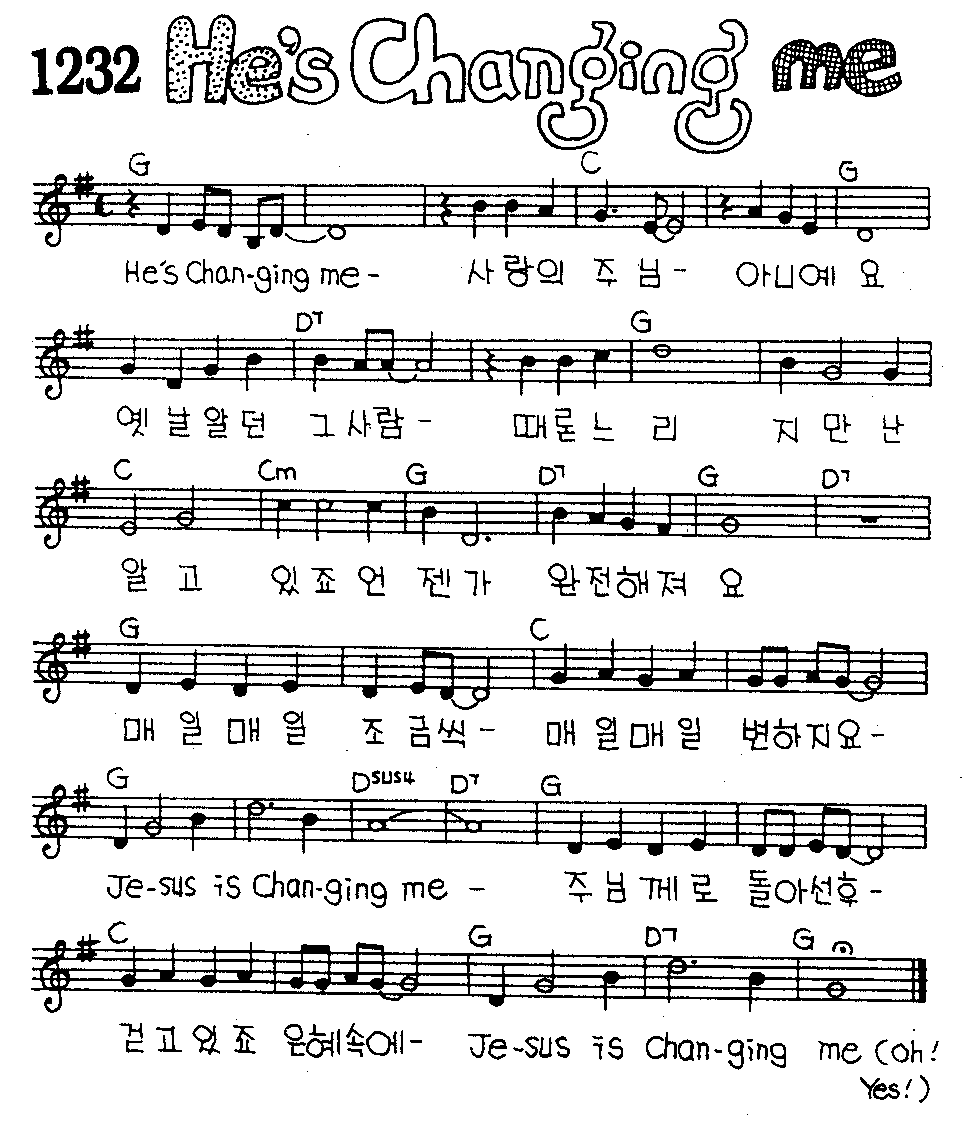 1232 He's Changing me
G C G
He's Chan-ging me- 사랑의 주 님- 아니예 요
D7 G
옛 날 알 던 그 사람- 때론느 리 지 만 난
C Cm G D7 G D7
알 고 있 죠 언 젠 가 완전해져 요
G C
매 일 매 일 조 금씩- 매 일 매 일 변하지요-
G Dsus4 D7 G
Je-sus is Chan-ging me - 주 님 께 로 돌아선후-
C G D7 G
걷 고 있 죠 은혜속에- Je-sus is Chan-ging me (oh!
Yes!)